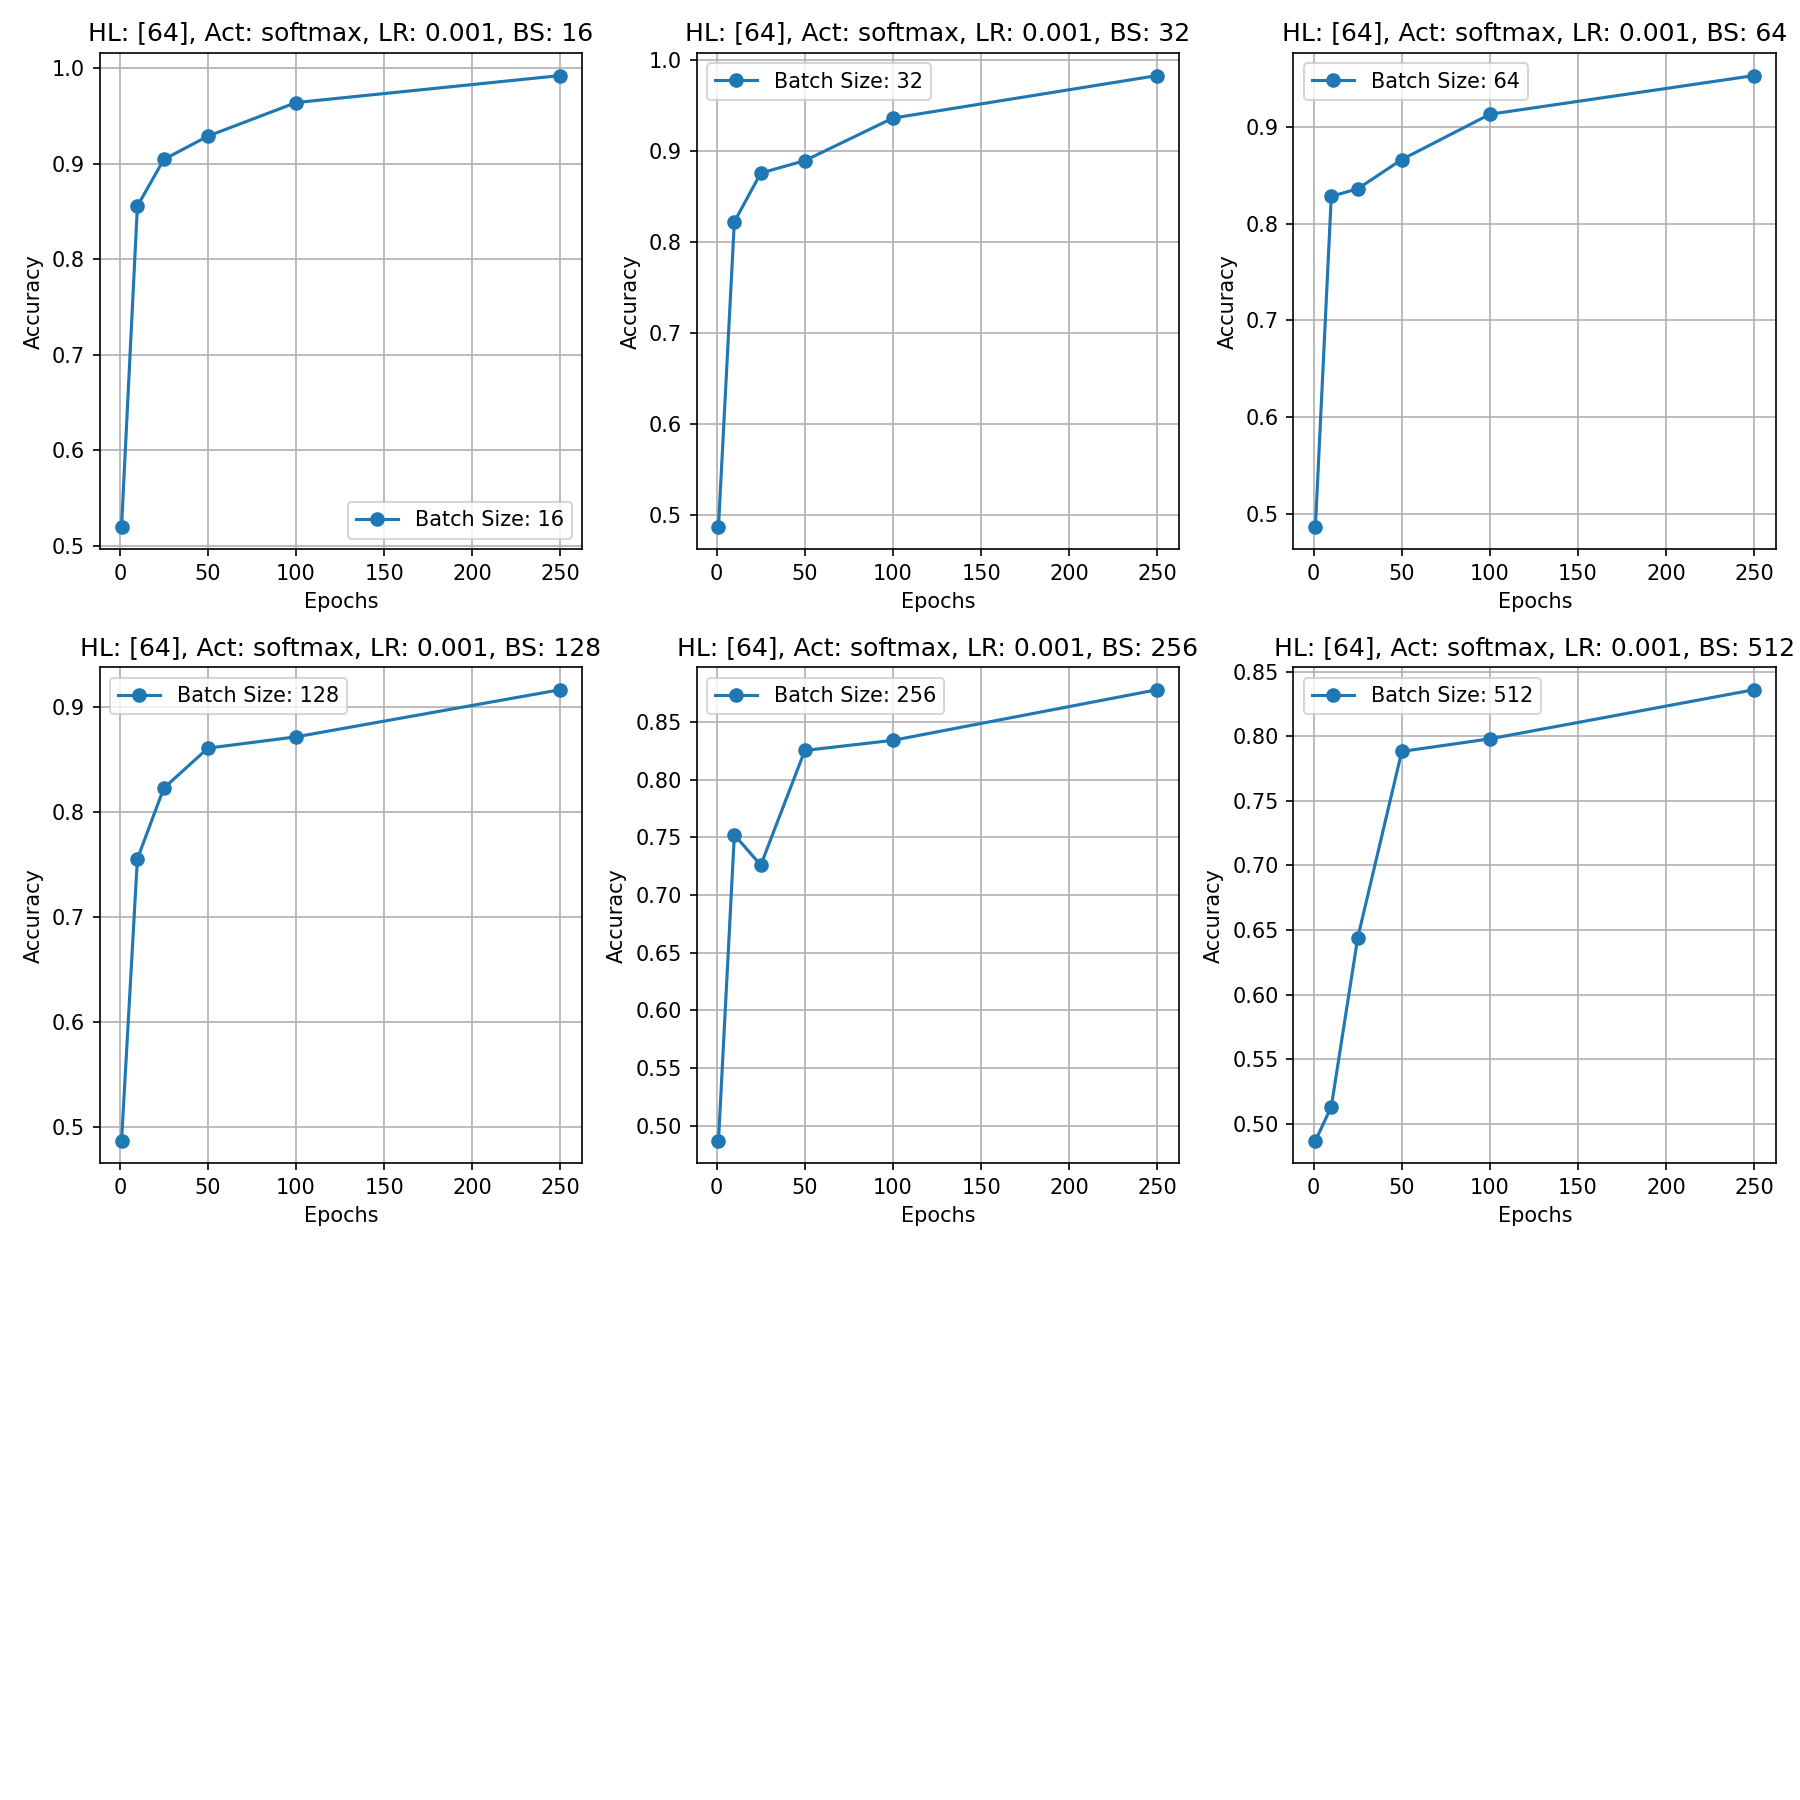 HL: [64], Act: softmax, LR: 0.001, BS: 16
1.0
0.9
0.8
0.7
0.6
0.5
Accuracy
Batch Size: 16
0 50 100 150 200 250
Epochs
HL: [64], Act: softmax, LR: 0.001, BS: 32
Batch Size: 32
1.0
0.9
0.8
0.7
0.6
0.5
Accuracy
0 50 100 150 200 250
Epochs
HL: [64], Act: softmax, LR: 0.001, BS: 64
Batch Size: 64
0.9
0.8
0.7
0.6
0.5
Accuracy
0 50 100 150 200 250
Epochs
HL: [64], Act: softmax, LR: 0.001, BS: 128
Batch Size: 128
0.9
0.8
0.7
0.6
0.5
Accuracy
0 50 100 150 200 250
Epochs
HL: [64], Act: softmax, LR: 0.001, BS: 256
Batch Size: 256
0.85
0.80
0.75
0.70
0.65
0.60
0.55
0.50
Accuracy
0 50 100 150 200 250
Epochs
HL: [64], Act: softmax, LR: 0.001, BS: 512
Batch Size: 512
0.85
0.80
0.75
0.70
0.65
0.60
0.55
0.50
Accuracy
0 50 100 150 200 250
Epochs